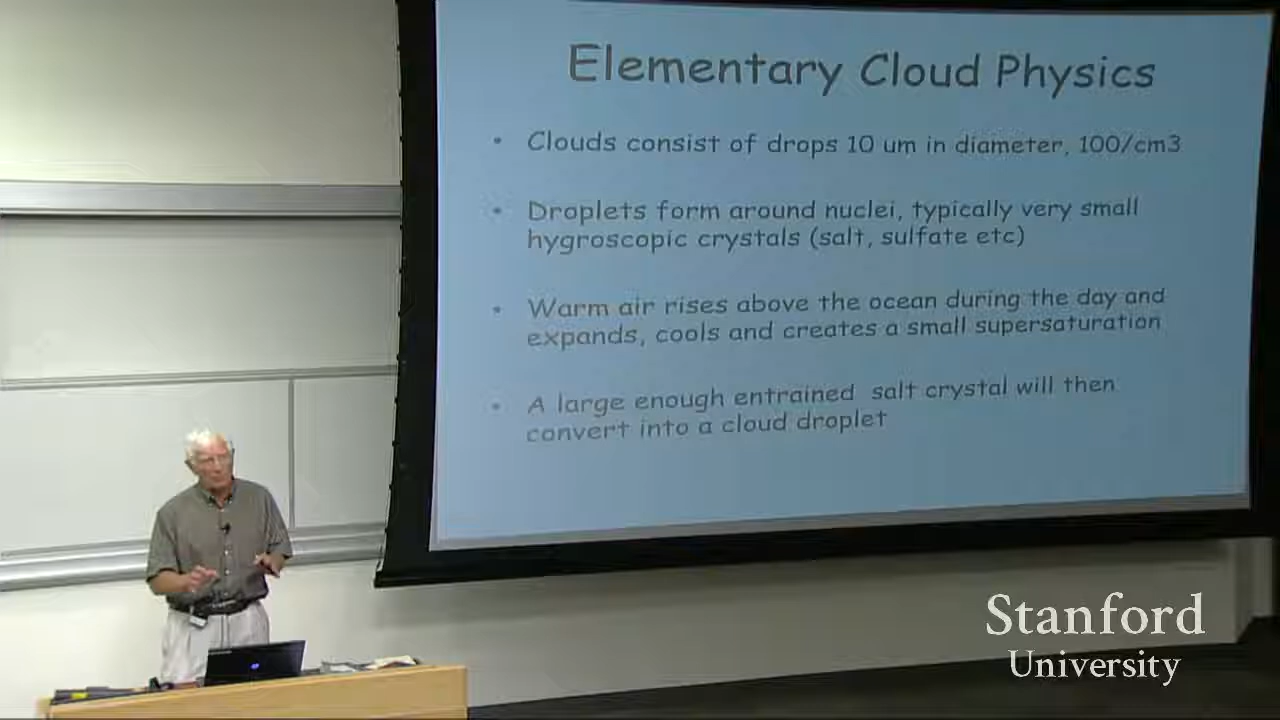 Elementary Cloud Physics
• Clouds consist of drops 10 um in diameter, 100/cm3
• Droplets form around nuclei, typically very small
hygroscopic crystals (salt, sulfate etc)
• Warm air rises above the ocean during the day and
expands, cools and creates a small supersaturation
• A large enough entrained salt crystal will then
convert into a cloud droplet
Stanford
University